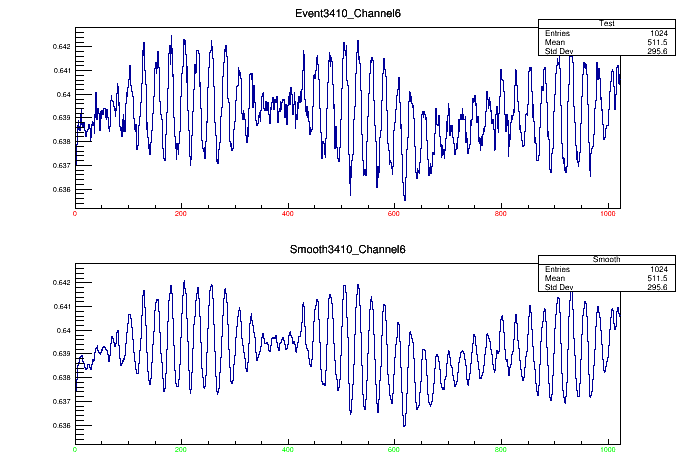 Event3410_Channel6
Test
Entries 1024
Mean 511.5
Std Dev 295.6
0.642
0.641
0.64
0.639
0.638
0.637
0.636
0 200 400 600 800 1000
Smooth3410_Channel6
Smooth
Entries 1024
Mean 511.5
Std Dev 295.6
0.642
0.641
0.64
0.639
0.638
0.637
0.636
0 200 400 600 800 1000